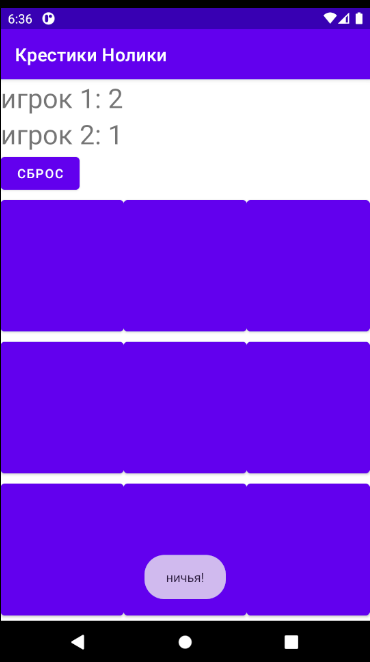 6:36
Крестики Нолики
игрок 1: 2
игрок 2: 1
СБРОС
ничья!